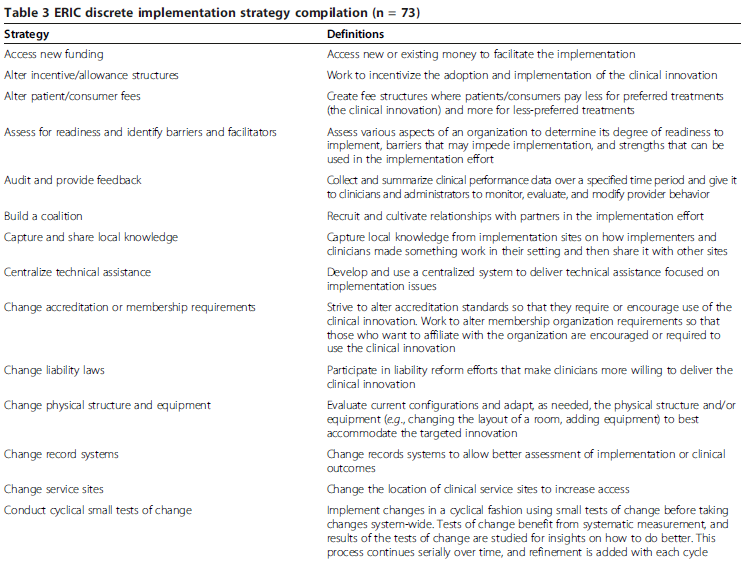 Table 3 ERIC discrete implementation strategy compilation (n = 73)
Strategy Definitions
Access new funding Access new or existing money to facilitate the implementation
Alter incentive/allowance structures Work to incentivize the adoption and implementation of the clinical innovation
Alter patient/consumer fees Create fee structures where patients/consumers pay less for preferred treatments
(the clinical innovation) and more for less-preferred treatments
Assess for readiness and identify barriers and facilitators Assess various aspects of an organization to determine its degree of readiness to
implement, barriers that may impede implementation, and strengths that can be
used in the implementation effort
Audit and provide feedback Collect and summarize clinical performance data over a specified time period and give it
to clinicians and administrators to monitor, evaluate, and modify provider behavior
Build a coalition Recruit and cultivate relationships with partners in the implementation effort
Capture and share local knowledge Capture local knowledge from implementation sites on how implementers and
clinicians made something work in their setting and then share it with other sites
Centralize technical assistance Develop and use a centralized system to deliver technical assistance focused on
implementation issues
Change accreditation or membership requirements Strive to alter accreditation standards so that they require or encourage use of the
clinical innovation. Work to alter membership organization requirements so that
those who want to affiliate with the organization are encouraged or required to
use the clinical innovation
Change liability laws Participate in liability reform efforts that make clinicians more willing to deliver the
clinical innovation
Change physical structure and equipment Evaluate current configurations and adapt, as needed, the physical structure and/or
equipment (e.g., changing the layout of a room, adding equipment) to best
accommodate the targeted innovation
Change record systems Change records systems to allow better assessment of implementation or clinical
outcomes
Change service sites Change the location of clinical service sites to increase access
Conduct cyclical small tests of change Implement changes in a cyclical fashion using small tests of change before taking
changes system-wide. Tests of change benefit from systematic measurement, and
results of the tests of change are studied for insights on how to do better. This
process continues serially over time, and refinement is added with each cycle